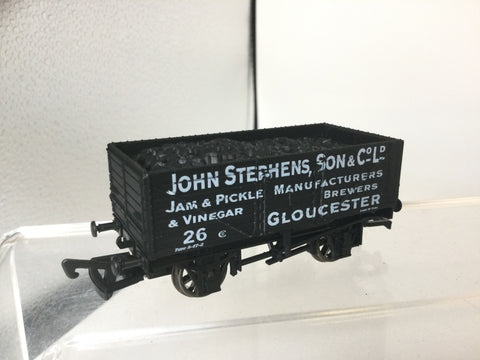 JOHN STEPHENS, SON & Cº Lᴰ
JAM & PICKLE MANUFACTURERS
& VINEGAR BREWERS
26 GLOUCESTER